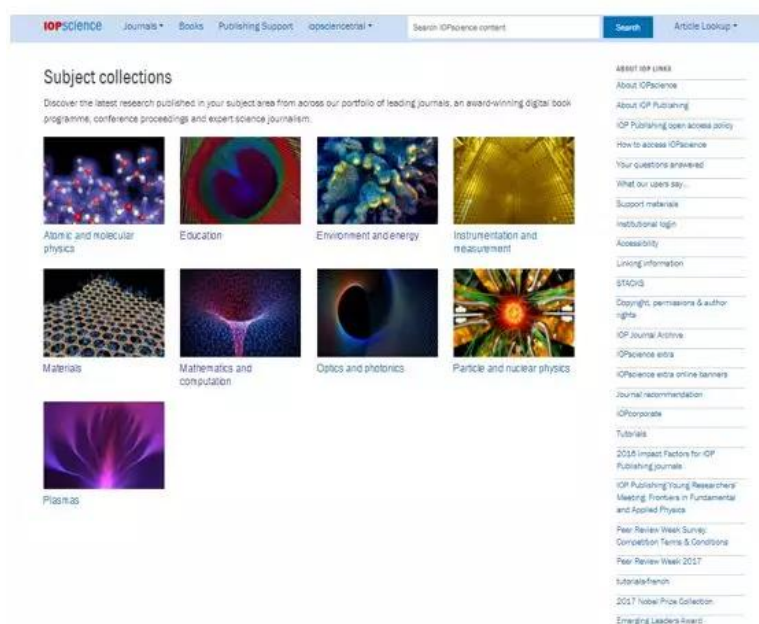 IOPscience Journals Books Publishing Support iopsciencetrial Search IOPscience content Search Article Lookup
Subject collections
Discover the latest research published in your subject area from across our portfolio of leading journals, an award-winning digital book
programme, conference proceedings and expert science journalism.
Atomic and molecular
physics
Education
Environment and energy
Instrumentation and
measurement
Materials
Mathematics and
computation
Optics and photonics
Particle and nuclear physics
Plasmas
ABOUT IOP LINKS
About IOPscience
About IOP Publishing
IOP Publishing open access policy
How to access IOPscience
Your questions answered
What our users say...
Support materials
Institutional login
Accessibility
Linking information
STACKS
Copyright, permissions & author
rights
IOP Journal Archive
IOPscience extra
IOPscience extra online banners
Journal recommendation
IOPcorporate
Tutorials
2016 Impact Factors for IOP
Publishing journals
IOP Publishing Young Researchers'
Meeting: Frontiers in Fundamental
and Applied Physics
Peer Review Week Survey:
Competition Terms & Conditions
Peer Review Week 2017
tutorials-french
2017 Nobel Prize Collection
Emerging Leaders Award